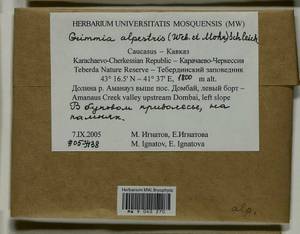 HERBARIUM UNIVERSITATIS MOSQUENSIS (MW)
Grimmia alpestris (Web. et Mohr) Schleich.
Caucasus – Кавказ
Karachaevo-Cherkessian Republic – Карачаево-Черкессия
Teberda Nature Reserve – Тебердинский заповедник
43° 16.5' N – 41° 37' E, 1800 m alt.
Долина р. Аманауз выше пос. Домбай, левый борт –
Amanaus Creek valley upstream Dombai, left slope
В буковом криволесье, на
камнях.
7.IX.2005 М. Игнатов, Е.Игнатова
M. Ignatov, E. Ignatova
Herbarium MW, Bryophyta
alp.